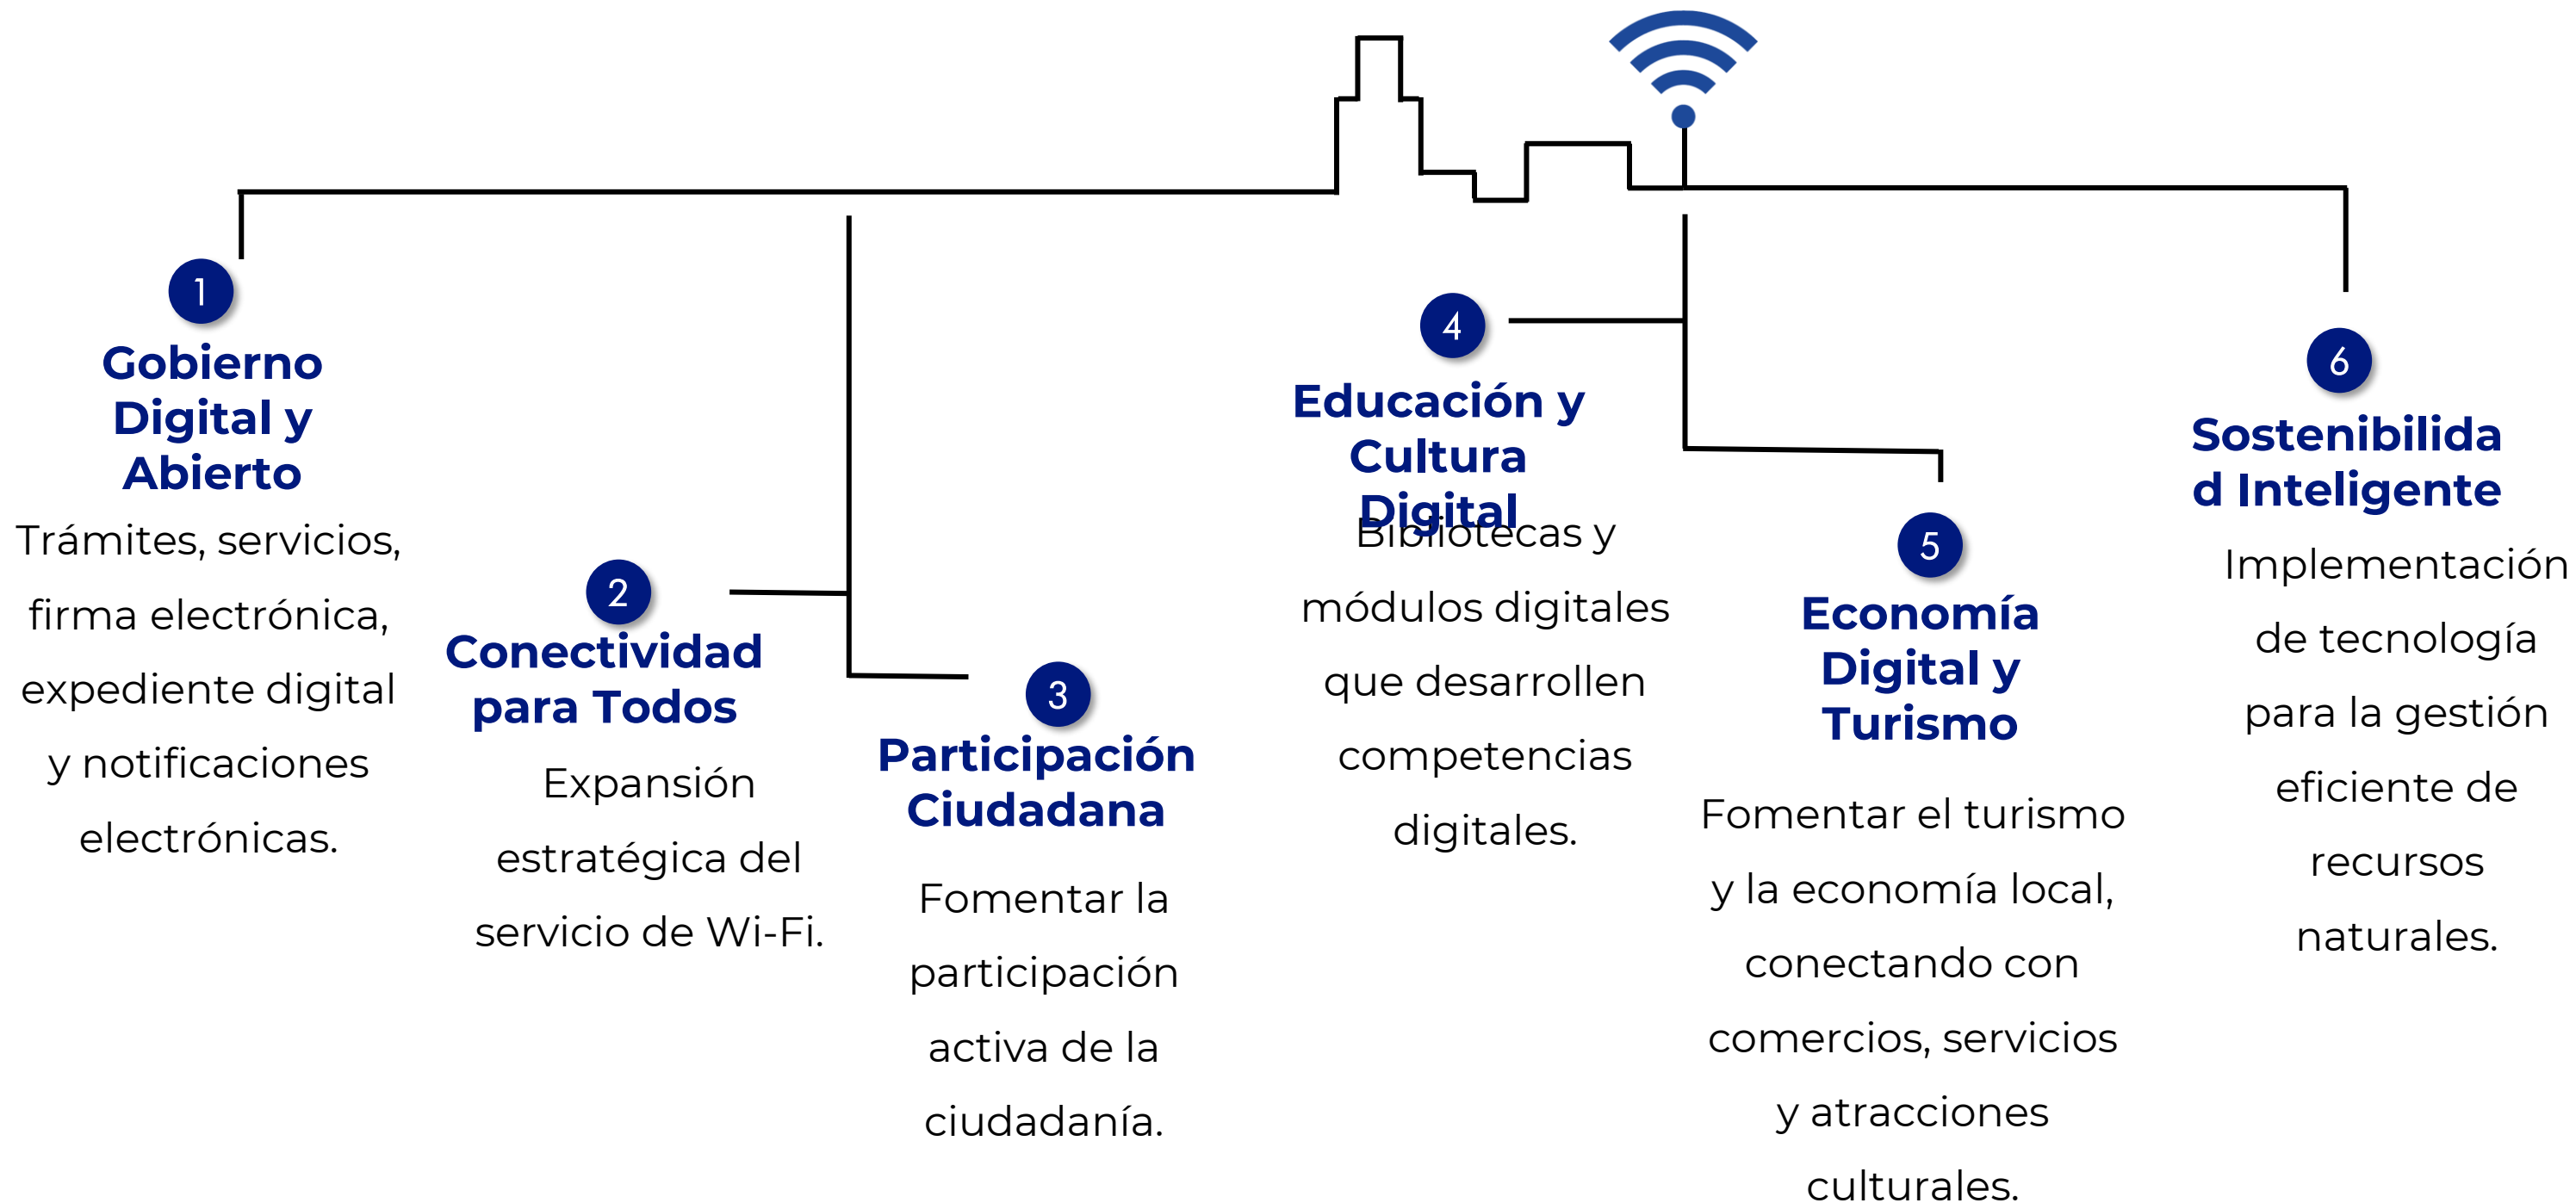 1
Gobierno
Digital y
Abierto
Trámites, servicios,
firma electrónica,
expediente digital
y notificaciones
electrónicas.
2
Conectividad
para Todos
Expansión
estratégica del
servicio de Wi-Fi.
3
Participación
Ciudadana
Fomentar la
participación
activa de la
ciudadanía.
4
Educación y
Cultura
Digital
Bibliotecas y
módulos digitales
que desarrollen
competencias
digitales.
5
Economía
Digital y
Turismo
Fomentar el turismo
y la economía local,
conectando con
comercios, servicios
y atracciones
culturales.
6
Sostenibilida
d Inteligente
Implementación
de tecnología
para la gestión
eficiente de
recursos
naturales.